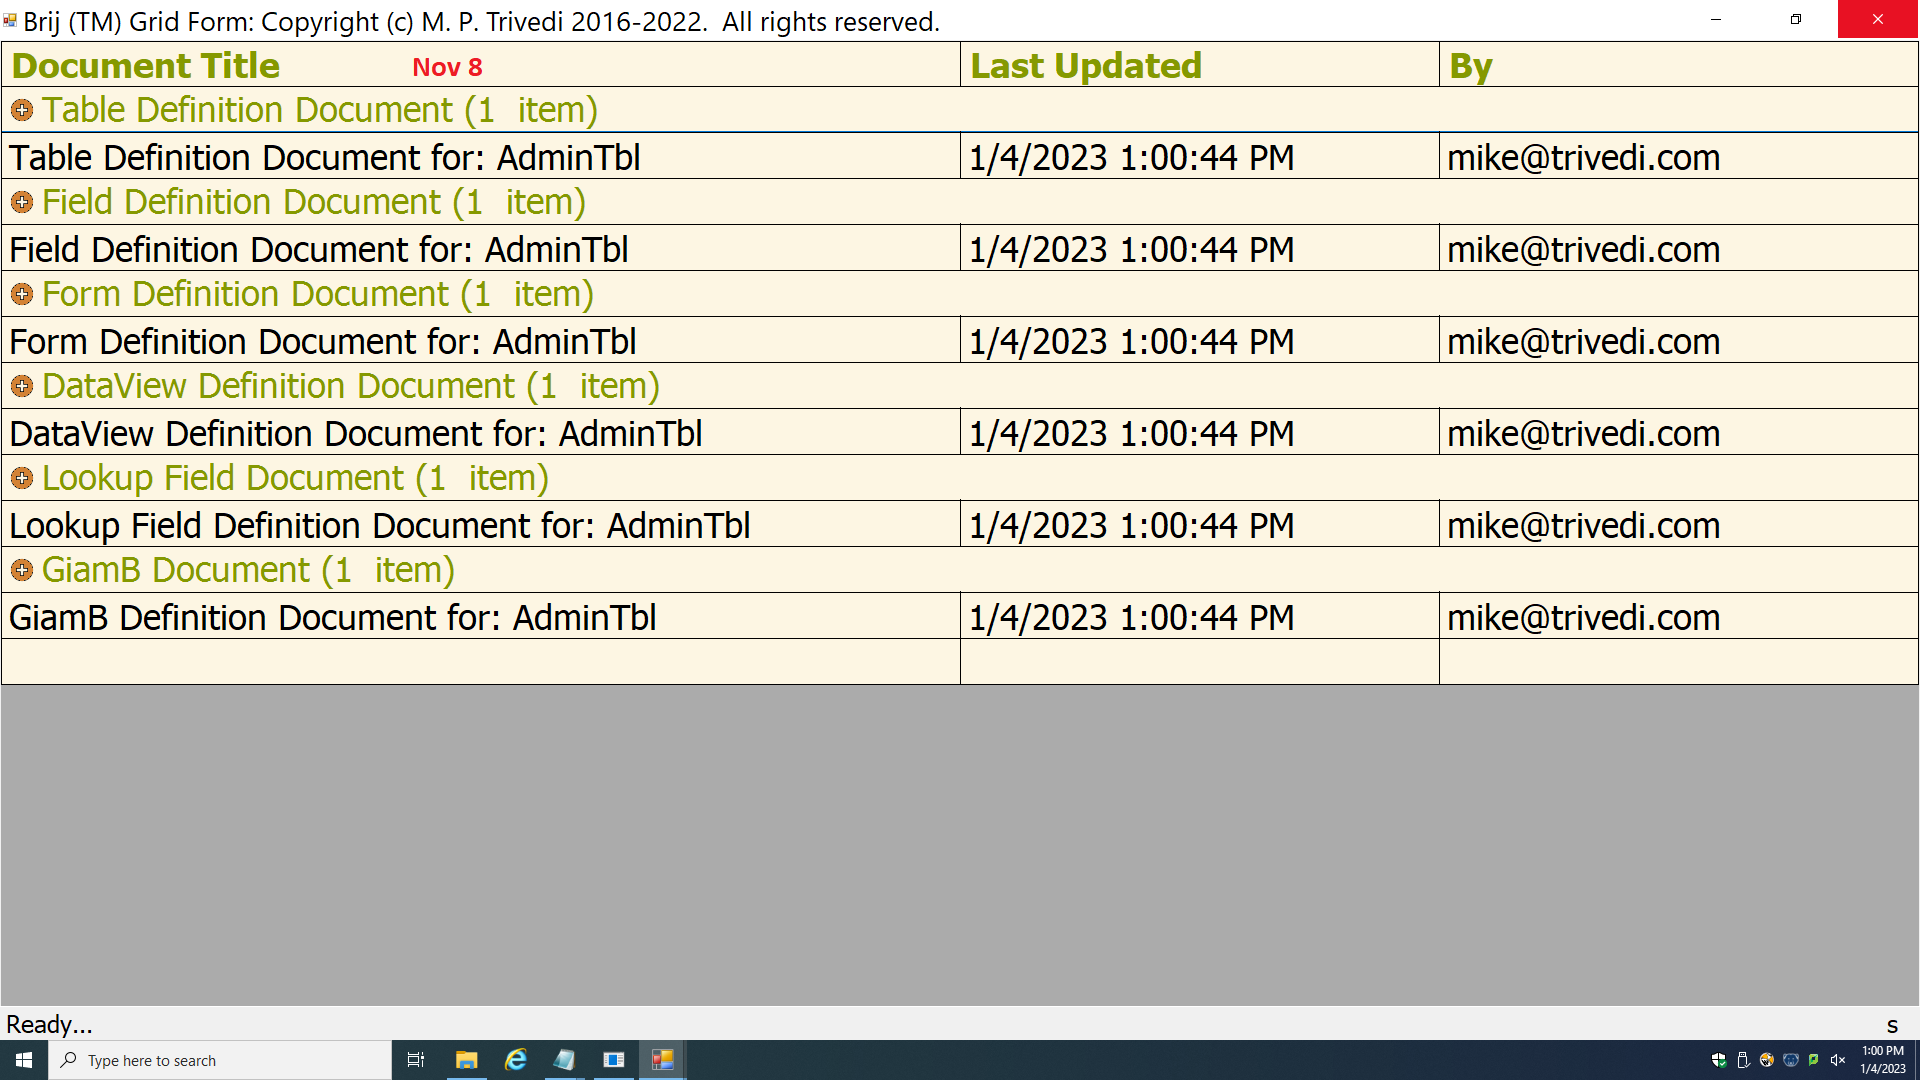 Brij (TM) Grid Form: Copyright (c) M. P. Trivedi 2016-2022.  All rights reserved.
Document Title Nov 8 Last Updated By
Table Definition Document (1  item)
Table Definition Document for: AdminTbl 1/4/2023 1:00:44 PM mike@trivedi.com
Field Definition Document (1  item)
Field Definition Document for: AdminTbl 1/4/2023 1:00:44 PM mike@trivedi.com
Form Definition Document (1  item)
Form Definition Document for: AdminTbl 1/4/2023 1:00:44 PM mike@trivedi.com
DataView Definition Document (1  item)
DataView Definition Document for: AdminTbl 1/4/2023 1:00:44 PM mike@trivedi.com
Lookup Field Document (1  item)
Lookup Field Definition Document for: AdminTbl 1/4/2023 1:00:44 PM mike@trivedi.com
GiamB Document (1  item)
GiamB Definition Document for: AdminTbl 1/4/2023 1:00:44 PM mike@trivedi.com
Ready... s
Type here to search
1:00 PM
1/4/2023